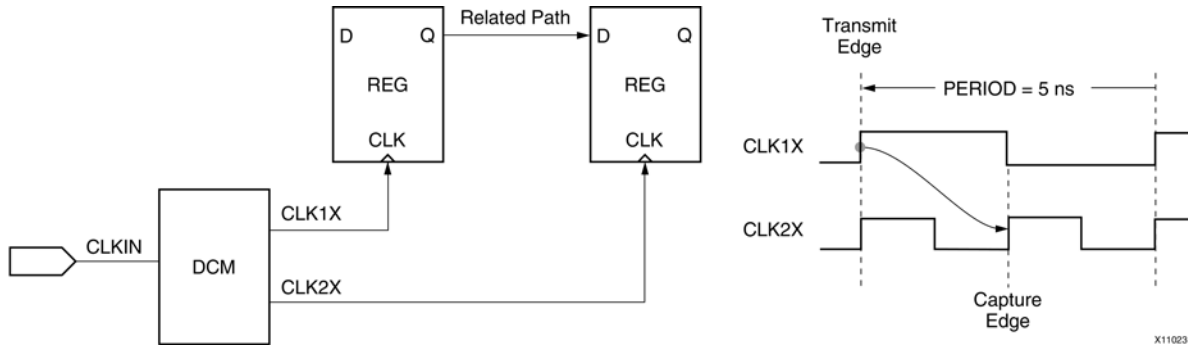 Related Path
D
Q
REG
CLK
D
Q
REG
CLK
CLK1X
CLKIN
DCM
CLK2X
Transmit
Edge
PERIOD = 5 ns
CLK1X
CLK2X
Capture
Edge
X11023